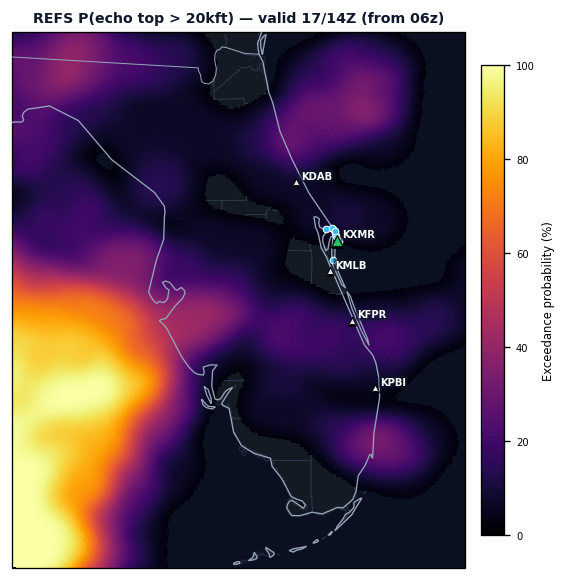 REFS P(echo top > 20kft) — valid 17/14Z (from 06z)
KDAB
KXMR
KMLB
KFPR
KPBI
100
80
60
40
20
0
Exceedance probability (%)